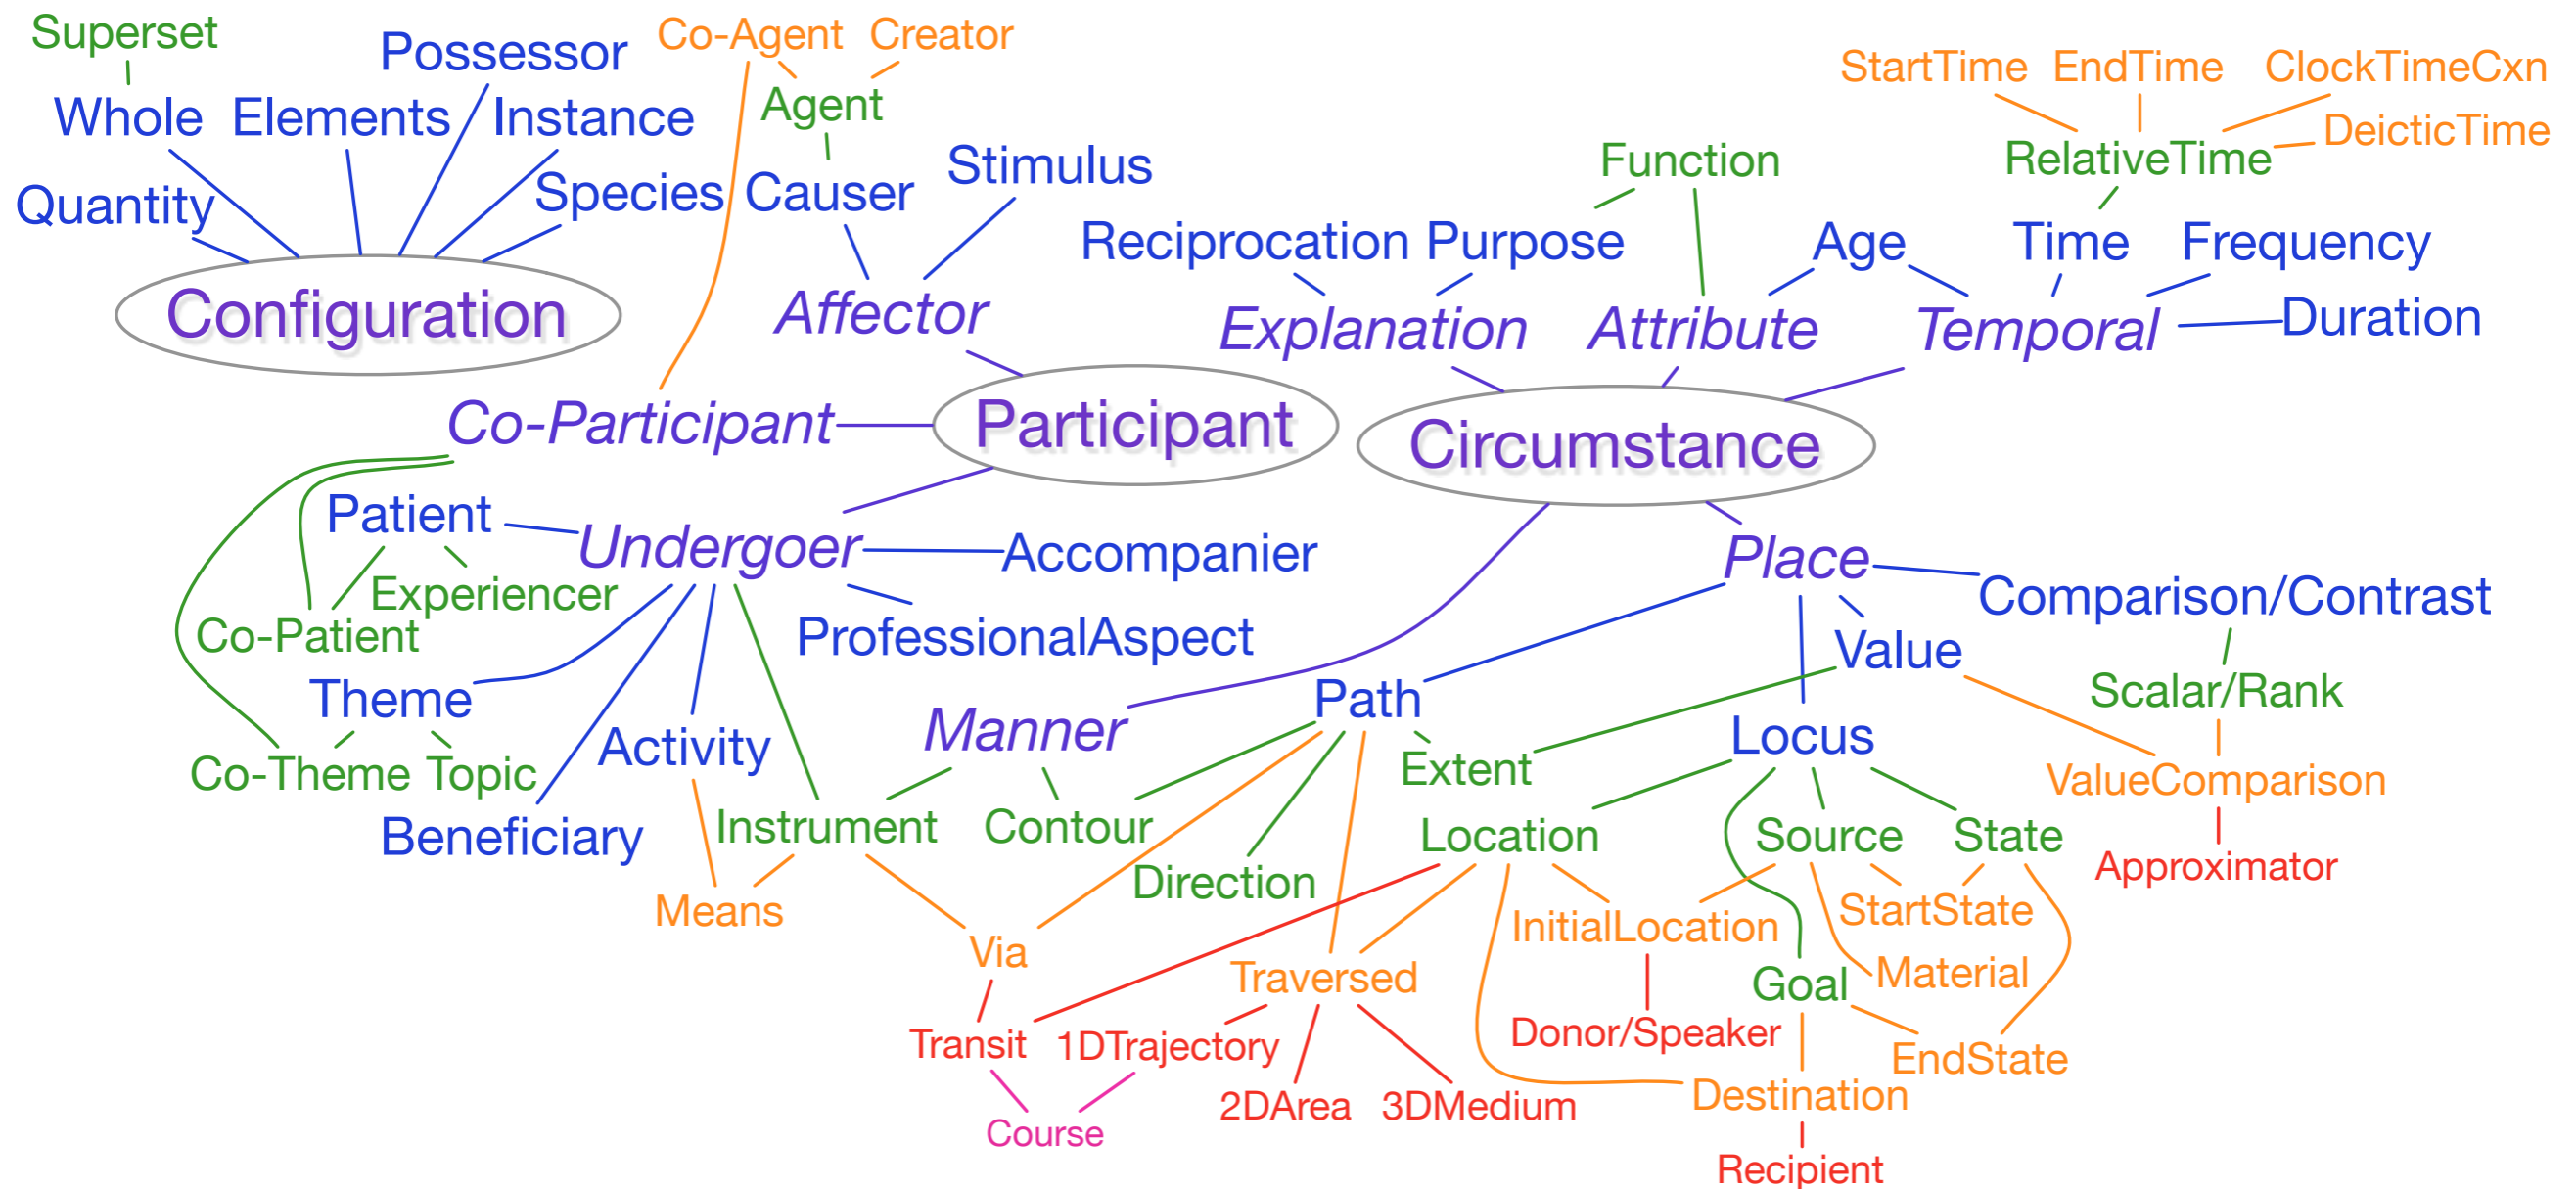 Superset
Possessor
Co-Agent Creator
StartTime EndTime ClockTimeCxn
Whole Elements Instance
Agent
DeicticTime
Function
RelativeTime
Stimulus
Quantity
Species Causer
Reciprocation Purpose
Age
Time
Frequency
Configuration
Affector
Explanation
Attribute
Temporal
Duration
Co-Participant
Participant
Circumstance
Patient
Undergoer
Accompanier
Place
Experiencer
Comparison/Contrast
Co-Patient
ProfessionalAspect
Value
Theme
Path
Scalar/Rank
Manner
Locus
Activity
Co-Theme Topic
Extent
ValueComparison
Beneficiary
Instrument
Contour
Location
Source
State
Direction
Approximator
Means
InitialLocation
StartState
Via
Traversed
Material
Goal
Transit
1DTrajectory
Donor/Speaker
EndState
2DArea
3DMedium
Destination
Course
Recipient